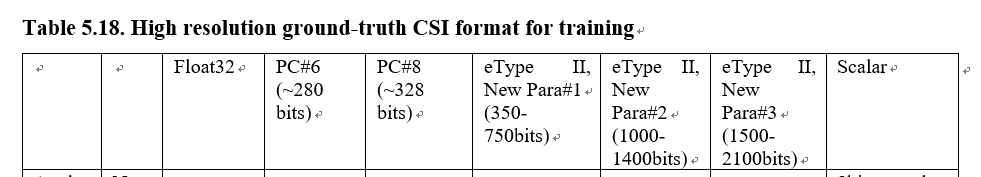 Table 5.18. High resolution ground-truth CSI format for training
Float32
PC#6
(~280
bits)
PC#8
(~328
bits)
eType II,
New Para#1
(350-
750bits)
eType II,
New
Para#2
(1000-
1400bits)
eType II,
New
Para#3
(1500-
2100bits)
Scalar